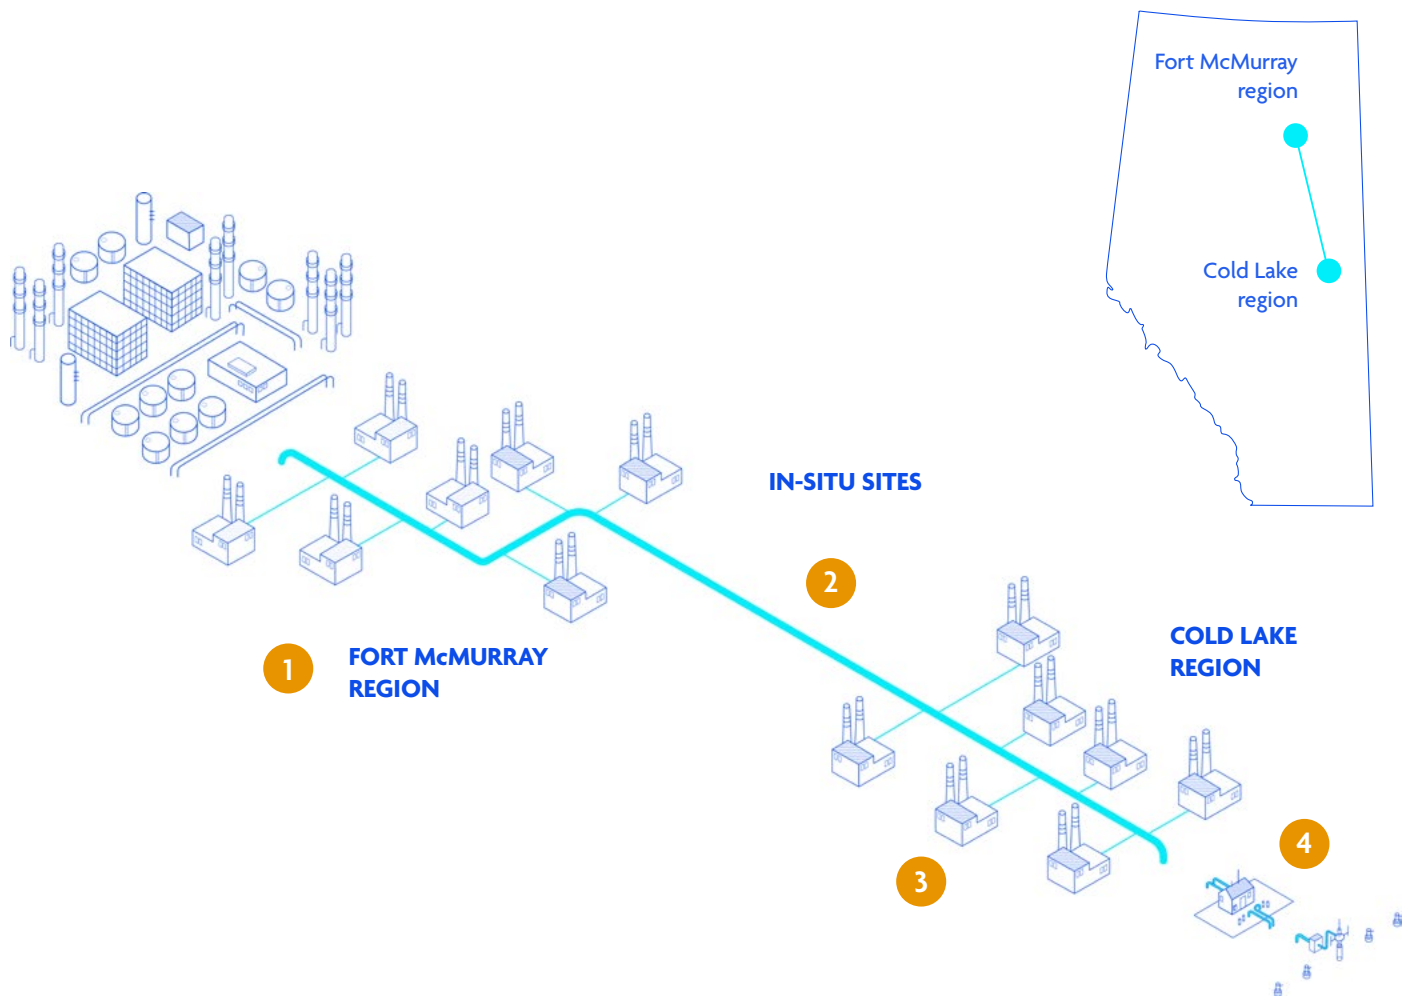 Fort McMurray
region
Cold Lake
region
IN-SITU SITES
2
1
FORT McMURRAY
REGION
COLD LAKE
REGION
3
4